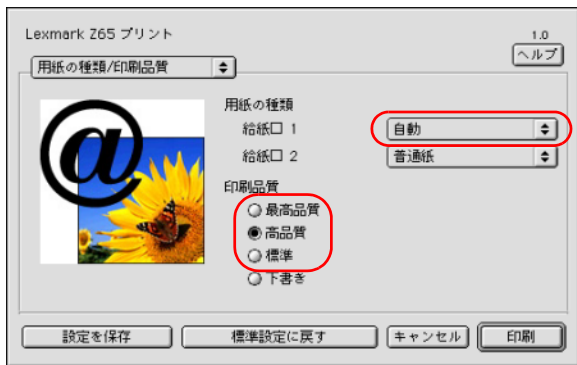 Lexmark Z65 プリント
1.0
ヘルプ
用紙の種類/印刷品質
用紙の種類
給紙口 1
自動
給紙口 2
普通紙
印刷品質
最高品質
高品質
標準
下書き
設定を保存
標準設定に戻す
キャンセル
印刷
@